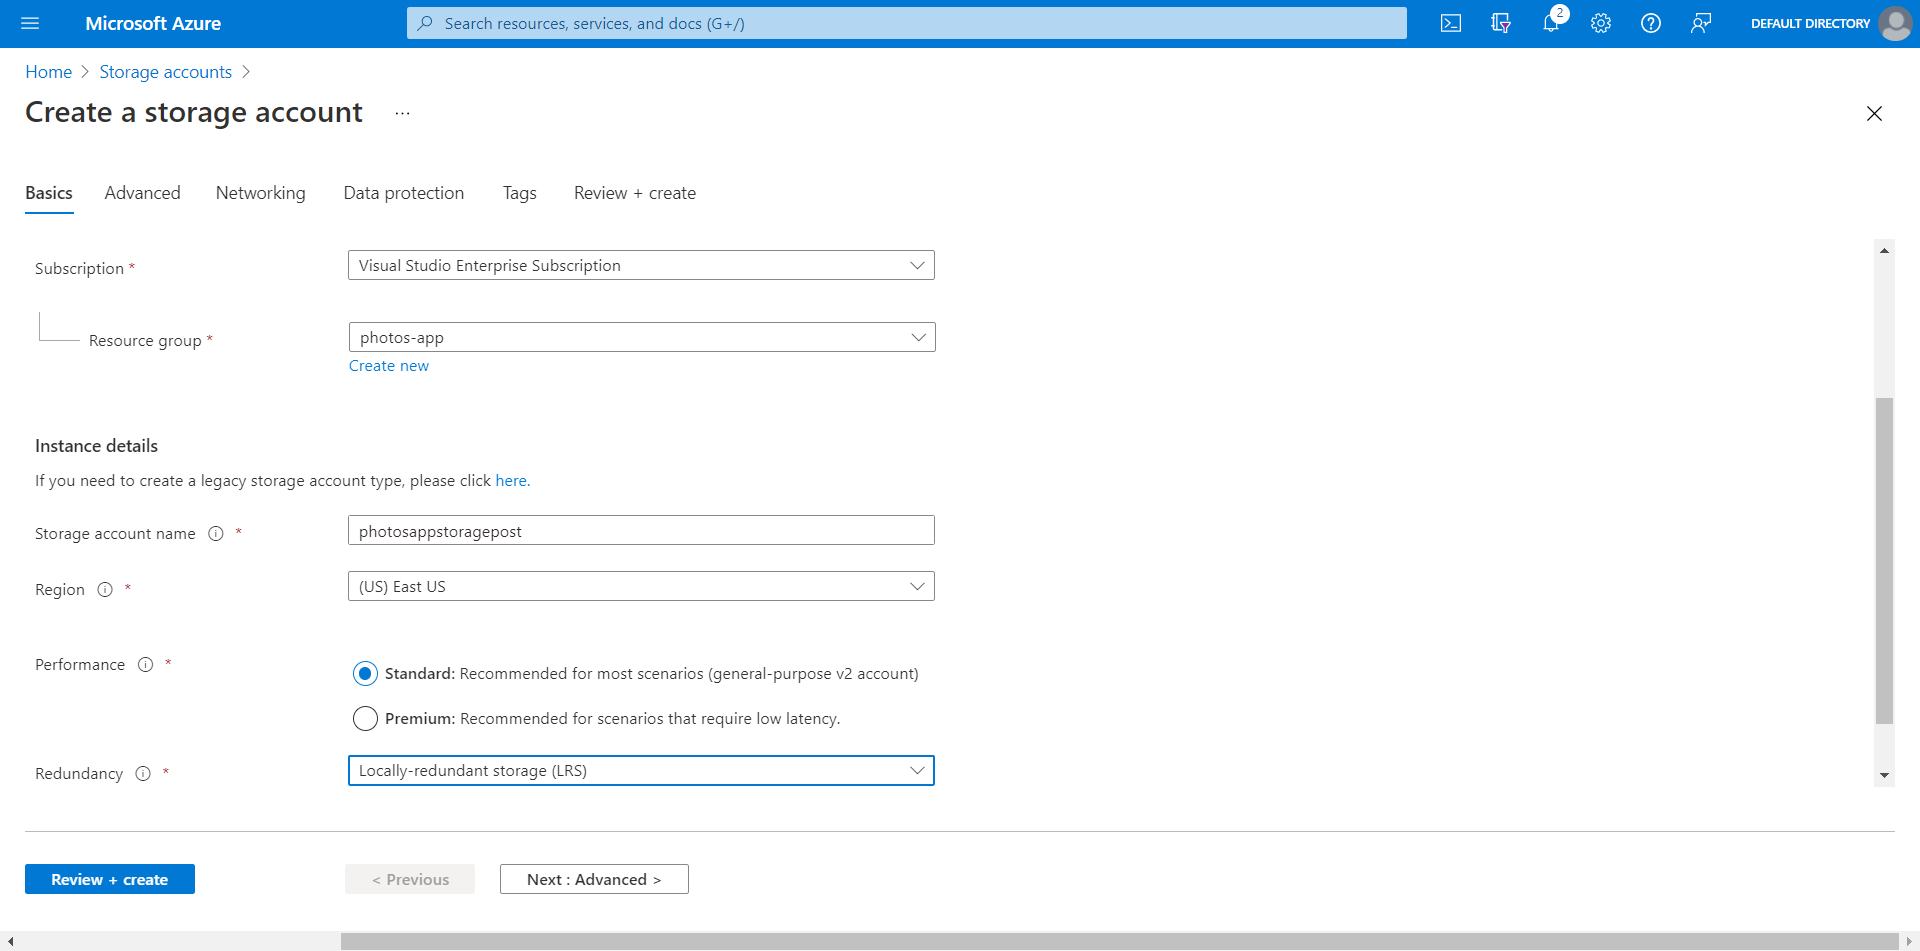 Microsoft Azure
Search resources, services, and docs (G+/)
2
DEFAULT DIRECTORY
Home > Storage accounts >
Create a storage account ...
Basics Advanced Networking Data protection Tags Review + create
Subscription * Visual Studio Enterprise Subscription
Resource group * photos-app
Create new
Instance details
If you need to create a legacy storage account type, please click here.
Storage account name * photosappstoragepost
Region * (US) East US
Performance *
Standard: Recommended for most scenarios (general-purpose v2 account)
Premium: Recommended for scenarios that require low latency.
Redundancy * Locally-redundant storage (LRS)
Review + create < Previous Next : Advanced >